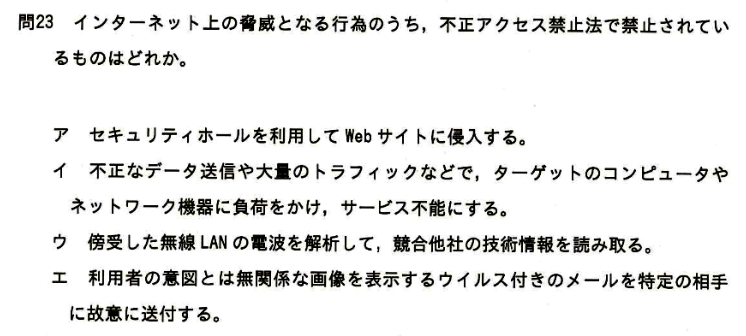 問23 インターネット上の脅威となる行為のうち，不正アクセス禁止法で禁止されてい
るものはどれか。
ア セキュリティホールを利用して Web サイトに侵入する。
イ 不正なデータ送信や大量のトラフィックなどで，ターゲットのコンピュータや
ネットワーク機器に負荷をかけ，サービス不能にする。
ウ 傍受した無線 LAN の電波を解析して，競合他社の技術情報を読み取る。
エ 利用者の意図とは無関係な画像を表示するウイルス付きのメールを特定の相手
に故意に送付する。